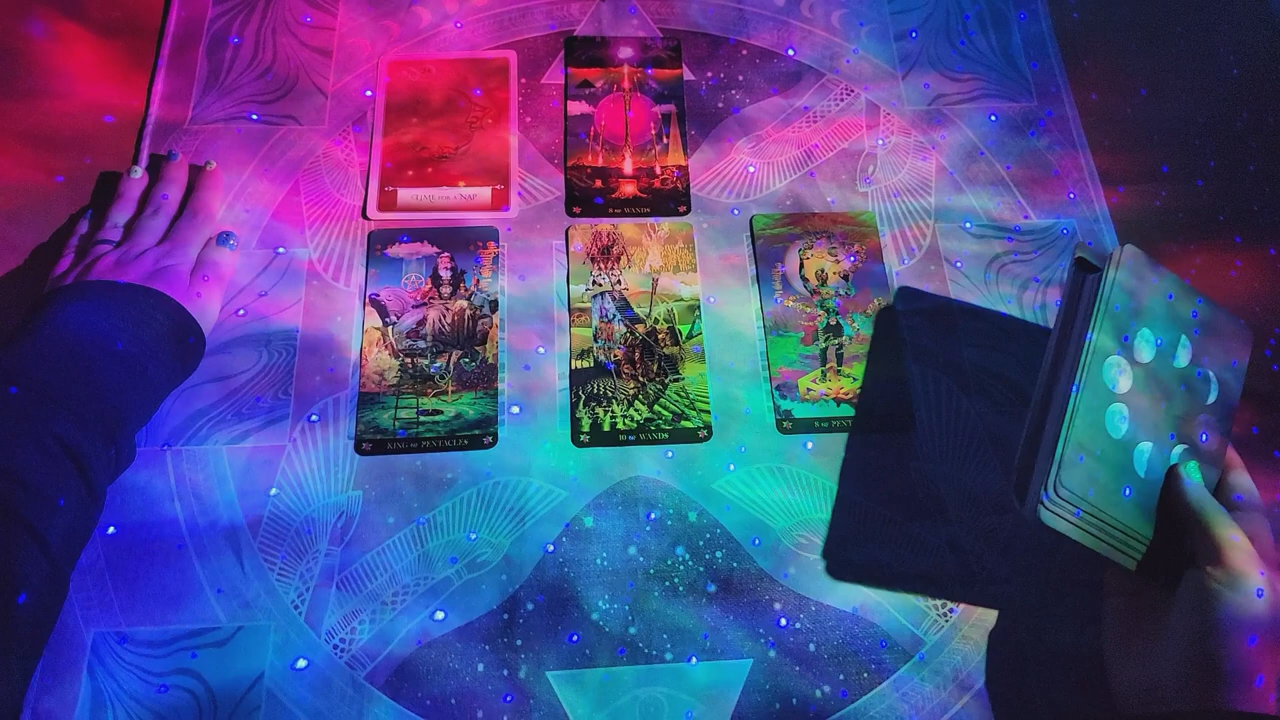 TIME FOR A NAP
8 OF WANDS
KING OF PENTACLES
10 OF WANDS
8 OF PENT